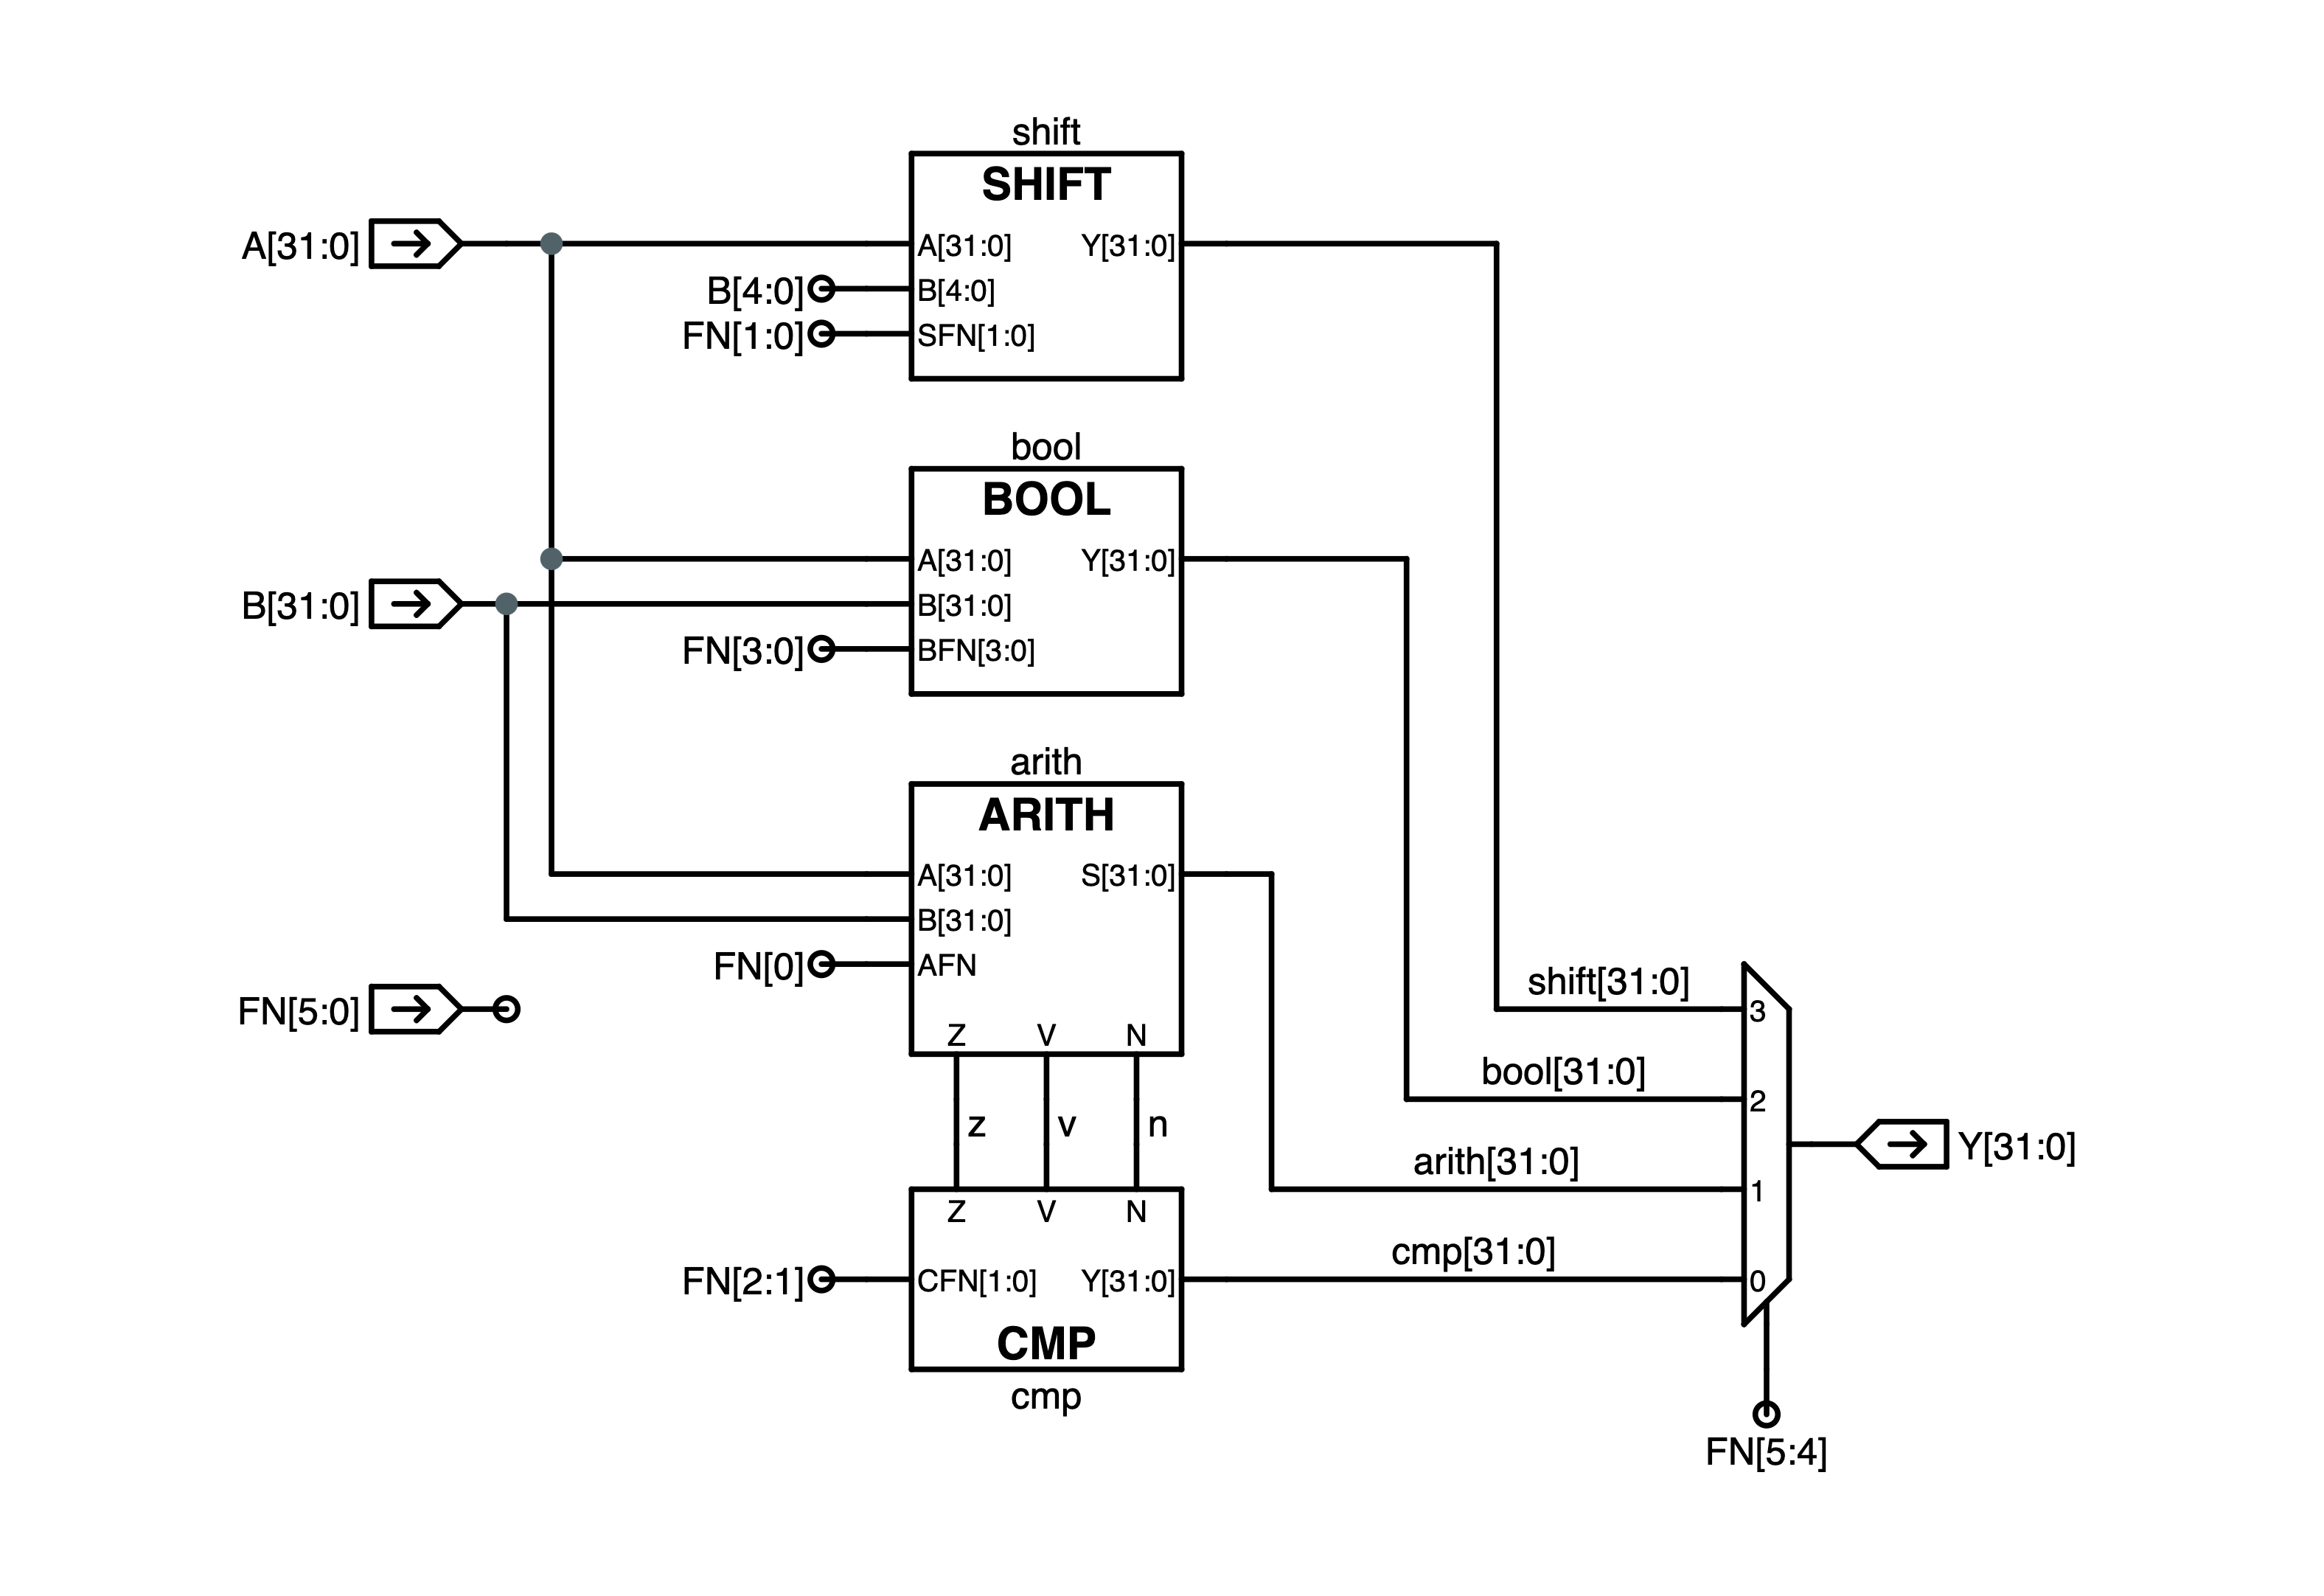 shift
SHIFT
A[31:0]
A[31:0] Y[31:0]
B[4:0]
B[4:0]
FN[1:0]
SFN[1:0]
bool
BOOL
A[31:0] Y[31:0]
B[31:0]
B[31:0]
FN[3:0]
BFN[3:0]
arith
ARITH
A[31:0] S[31:0]
B[31:0]
FN[0]
AFN
FN[5:0]
Z V N
z v n
Z V N
FN[2:1]
CFN[1:0] Y[31:0]
CMP
cmp
shift[31:0]
3
bool[31:0]
2
arith[31:0]
1
cmp[31:0]
0
Y[31:0]
FN[5:4]